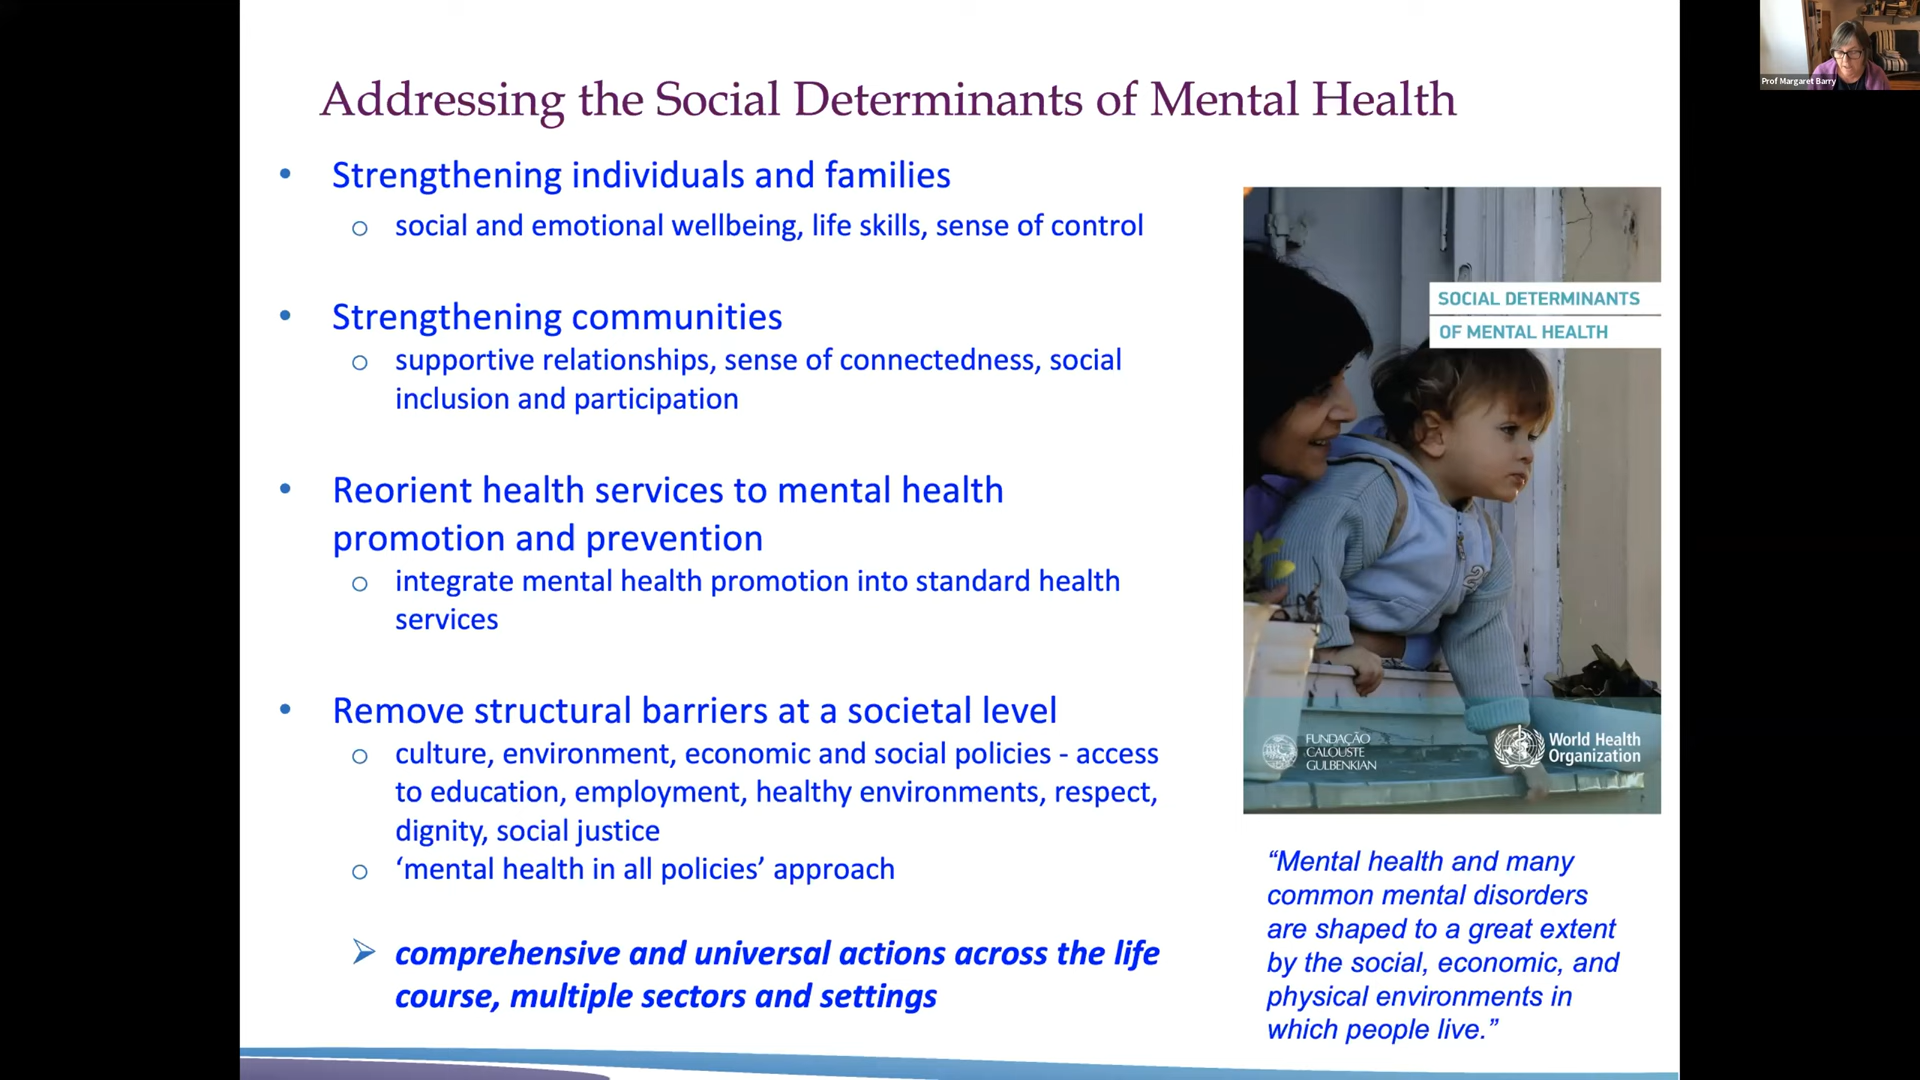 Prof Margaret Barry
Addressing the Social Determinants of Mental Health
• Strengthening individuals and families
o social and emotional wellbeing, life skills, sense of control
• Strengthening communities
o supportive relationships, sense of connectedness, social
inclusion and participation
• Reorient health services to mental health
promotion and prevention
o integrate mental health promotion into standard health
services
• Remove structural barriers at a societal level
o culture, environment, economic and social policies - access
to education, employment, healthy environments, respect,
dignity, social justice
o ‘mental health in all policies’ approach
➢ comprehensive and universal actions across the life
course, multiple sectors and settings
SOCIAL DETERMINANTS
OF MENTAL HEALTH
2
FUNDAÇÃO
CALOUSTE
GULBENKIAN
World Health
Organization
“Mental health and many
common mental disorders
are shaped to a great extent
by the social, economic, and
physical environments in
which people live.”